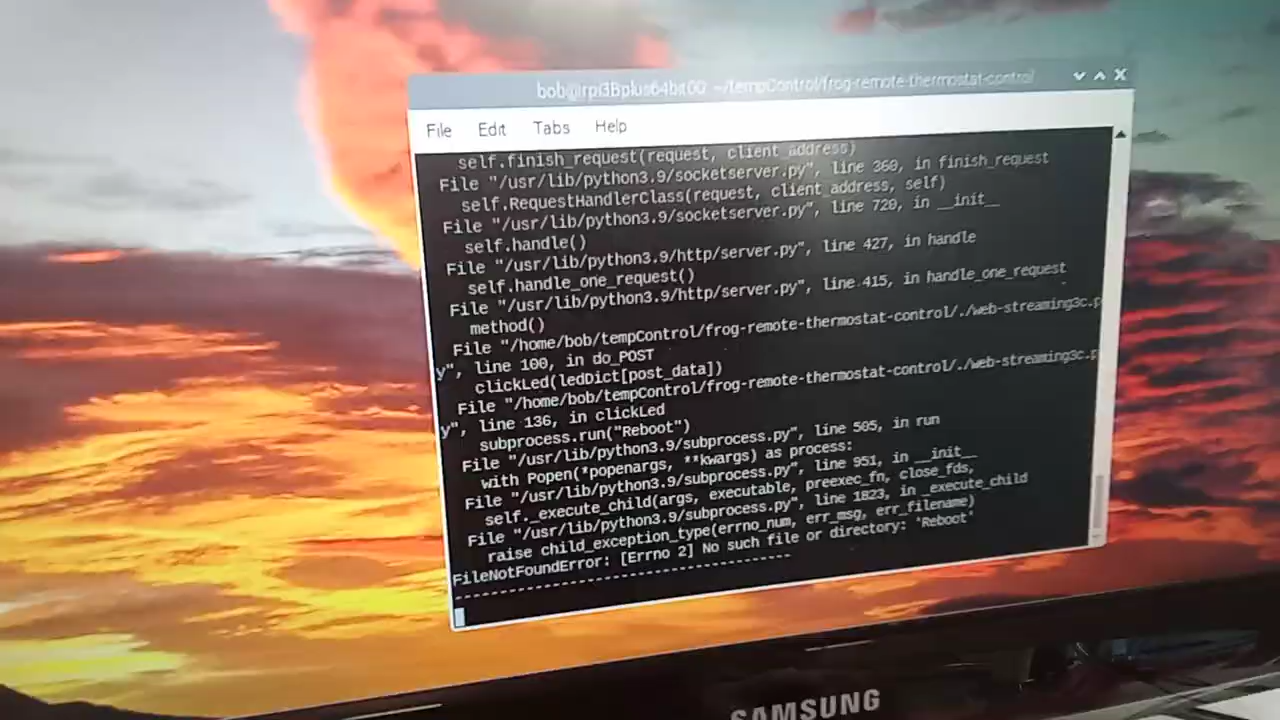 bob@rpi3Bplus64bit00: ~/tempControl/frog-remote-thermostat-control
File Edit Tabs Help
self.finish_request(request, client_address)
File "/usr/lib/python3.9/socketserver.py", line 360, in finish_request
self.RequestHandlerClass(request, client_address, self)
File "/usr/lib/python3.9/socketserver.py", line 720, in __init__
self.handle()
File "/usr/lib/python3.9/http/server.py", line 427, in handle
self.handle_one_request()
File "/usr/lib/python3.9/http/server.py", line 415, in handle_one_request
method()
File "/home/bob/tempControl/frog-remote-thermostat-control/./web-streaming3c.p
y", line 100, in do_POST
clickLed(ledDict[post_data])
File "/home/bob/tempControl/frog-remote-thermostat-control/./web-streaming3c.p
y", line 136, in clickLed
subprocess.run("Reboot")
File "/usr/lib/python3.9/subprocess.py", line 505, in run
with Popen(*popenargs, **kwargs) as process:
File "/usr/lib/python3.9/subprocess.py", line 951, in __init__
self._execute_child(args, executable, preexec_fn, close_fds,
File "/usr/lib/python3.9/subprocess.py", line 1823, in _execute_child
raise child_exception_type(errno_num, err_msg, err_filename)
FileNotFoundError: [Errno 2] No such file or directory: 'Reboot'
----------------------------------------
SAMSUNG